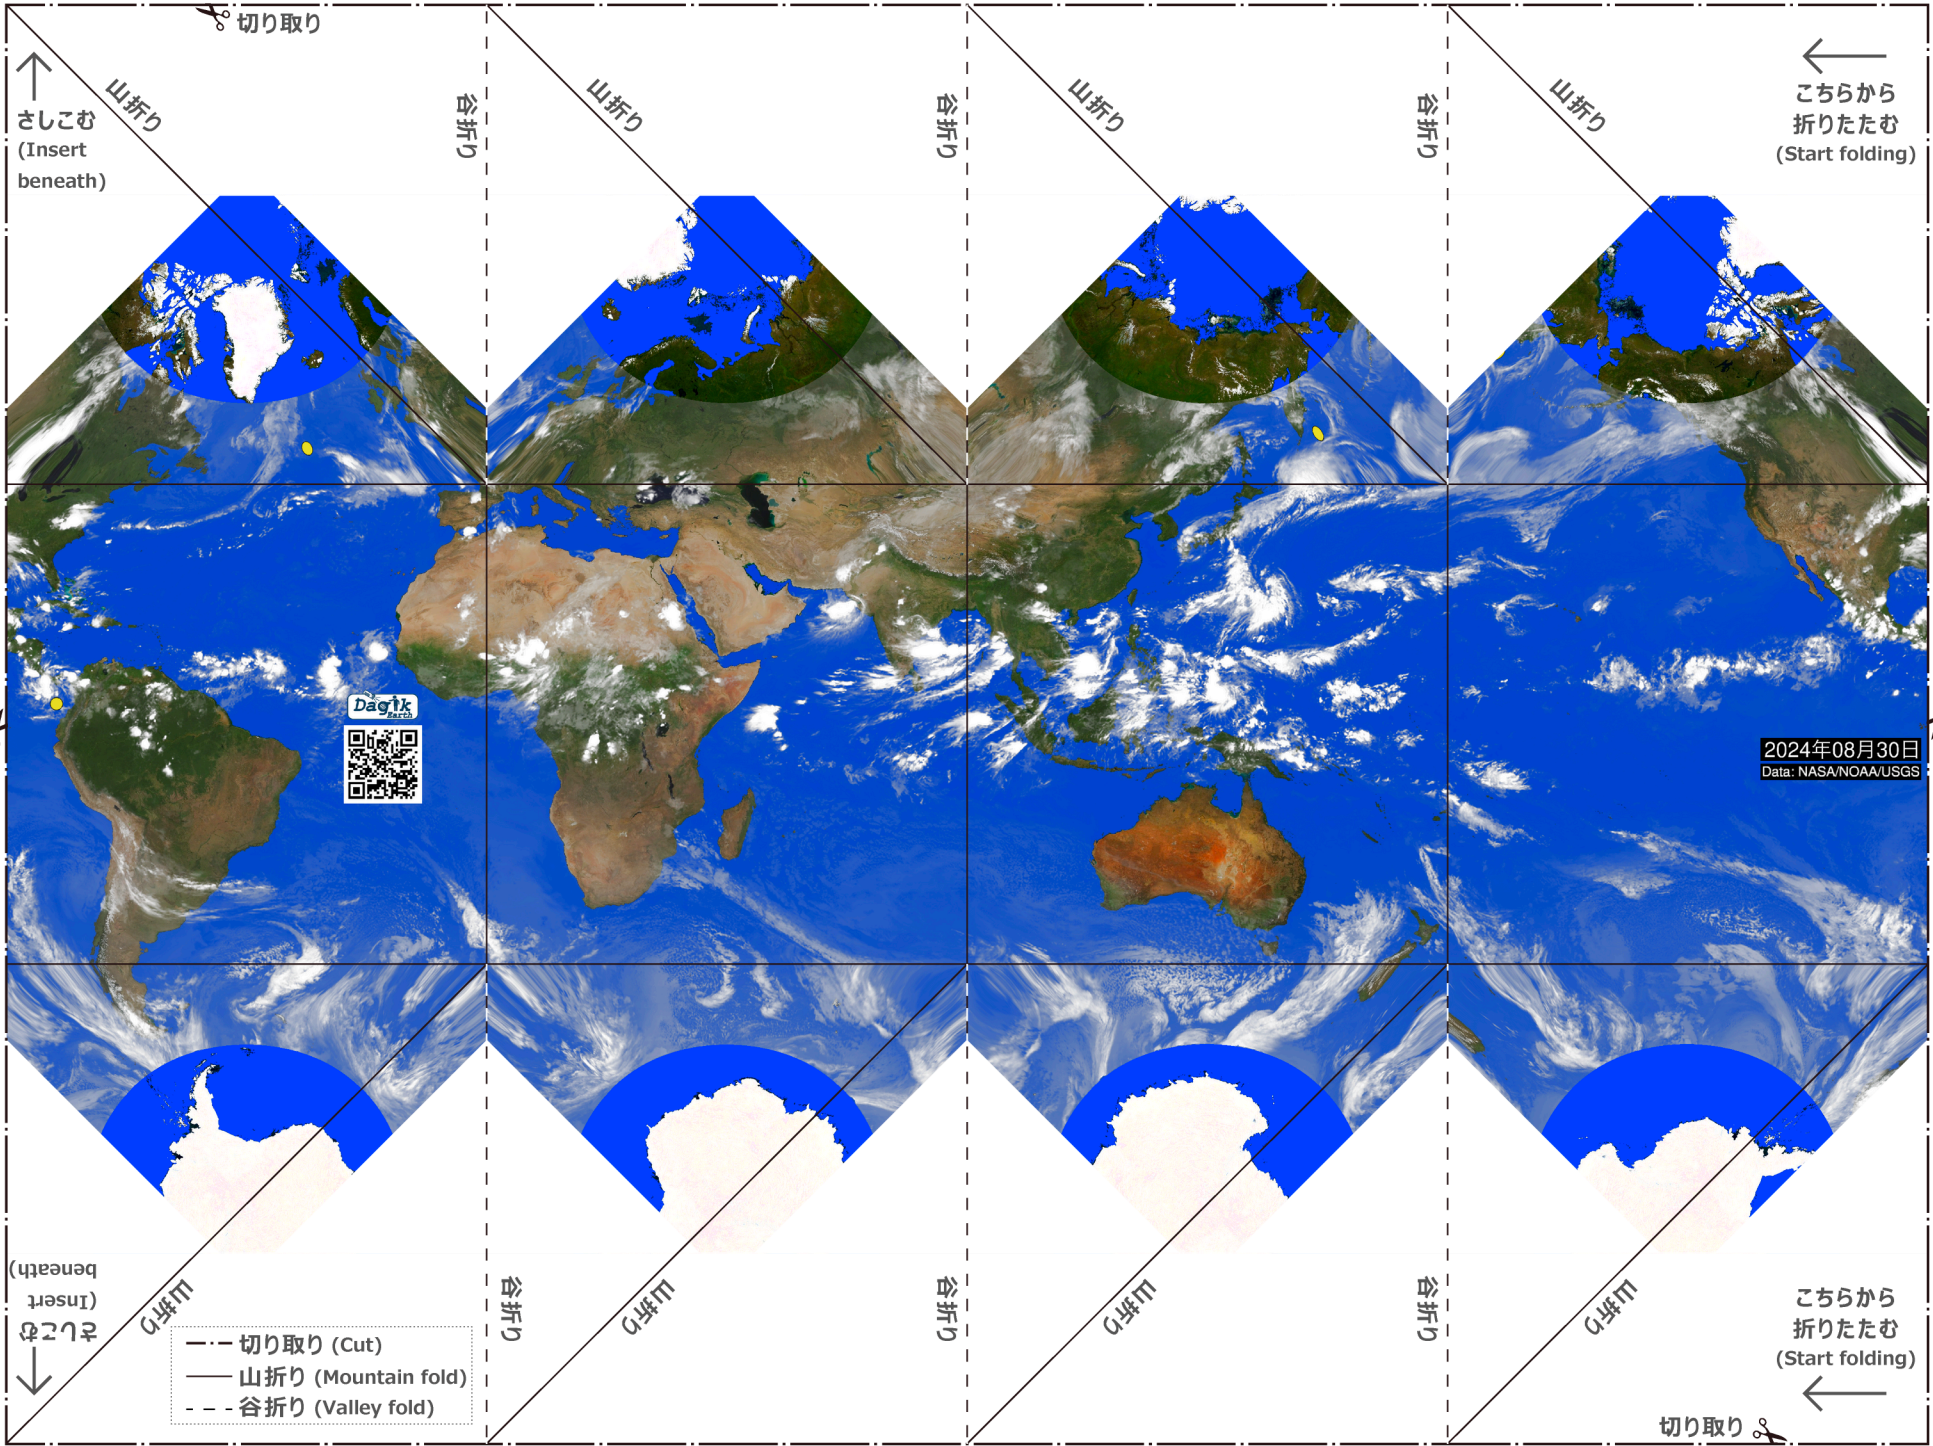 切り取り
さしこむ
(Insert
beneath)
山折り
谷折り
山折り
谷折り
山折り
谷折り
山折り
こちらから
折りたたむ
(Start folding)
Dagik
Earth
2024年08月30日
Data: NASA/NOAA/USGS
さしこむ
(Insert
beneath)
山折り
谷折り
山折り
谷折り
山折り
谷折り
山折り
こちらから
折りたたむ
(Start folding)
切り取り (Cut)
山折り (Mountain fold)
谷折り (Valley fold)
切り取り